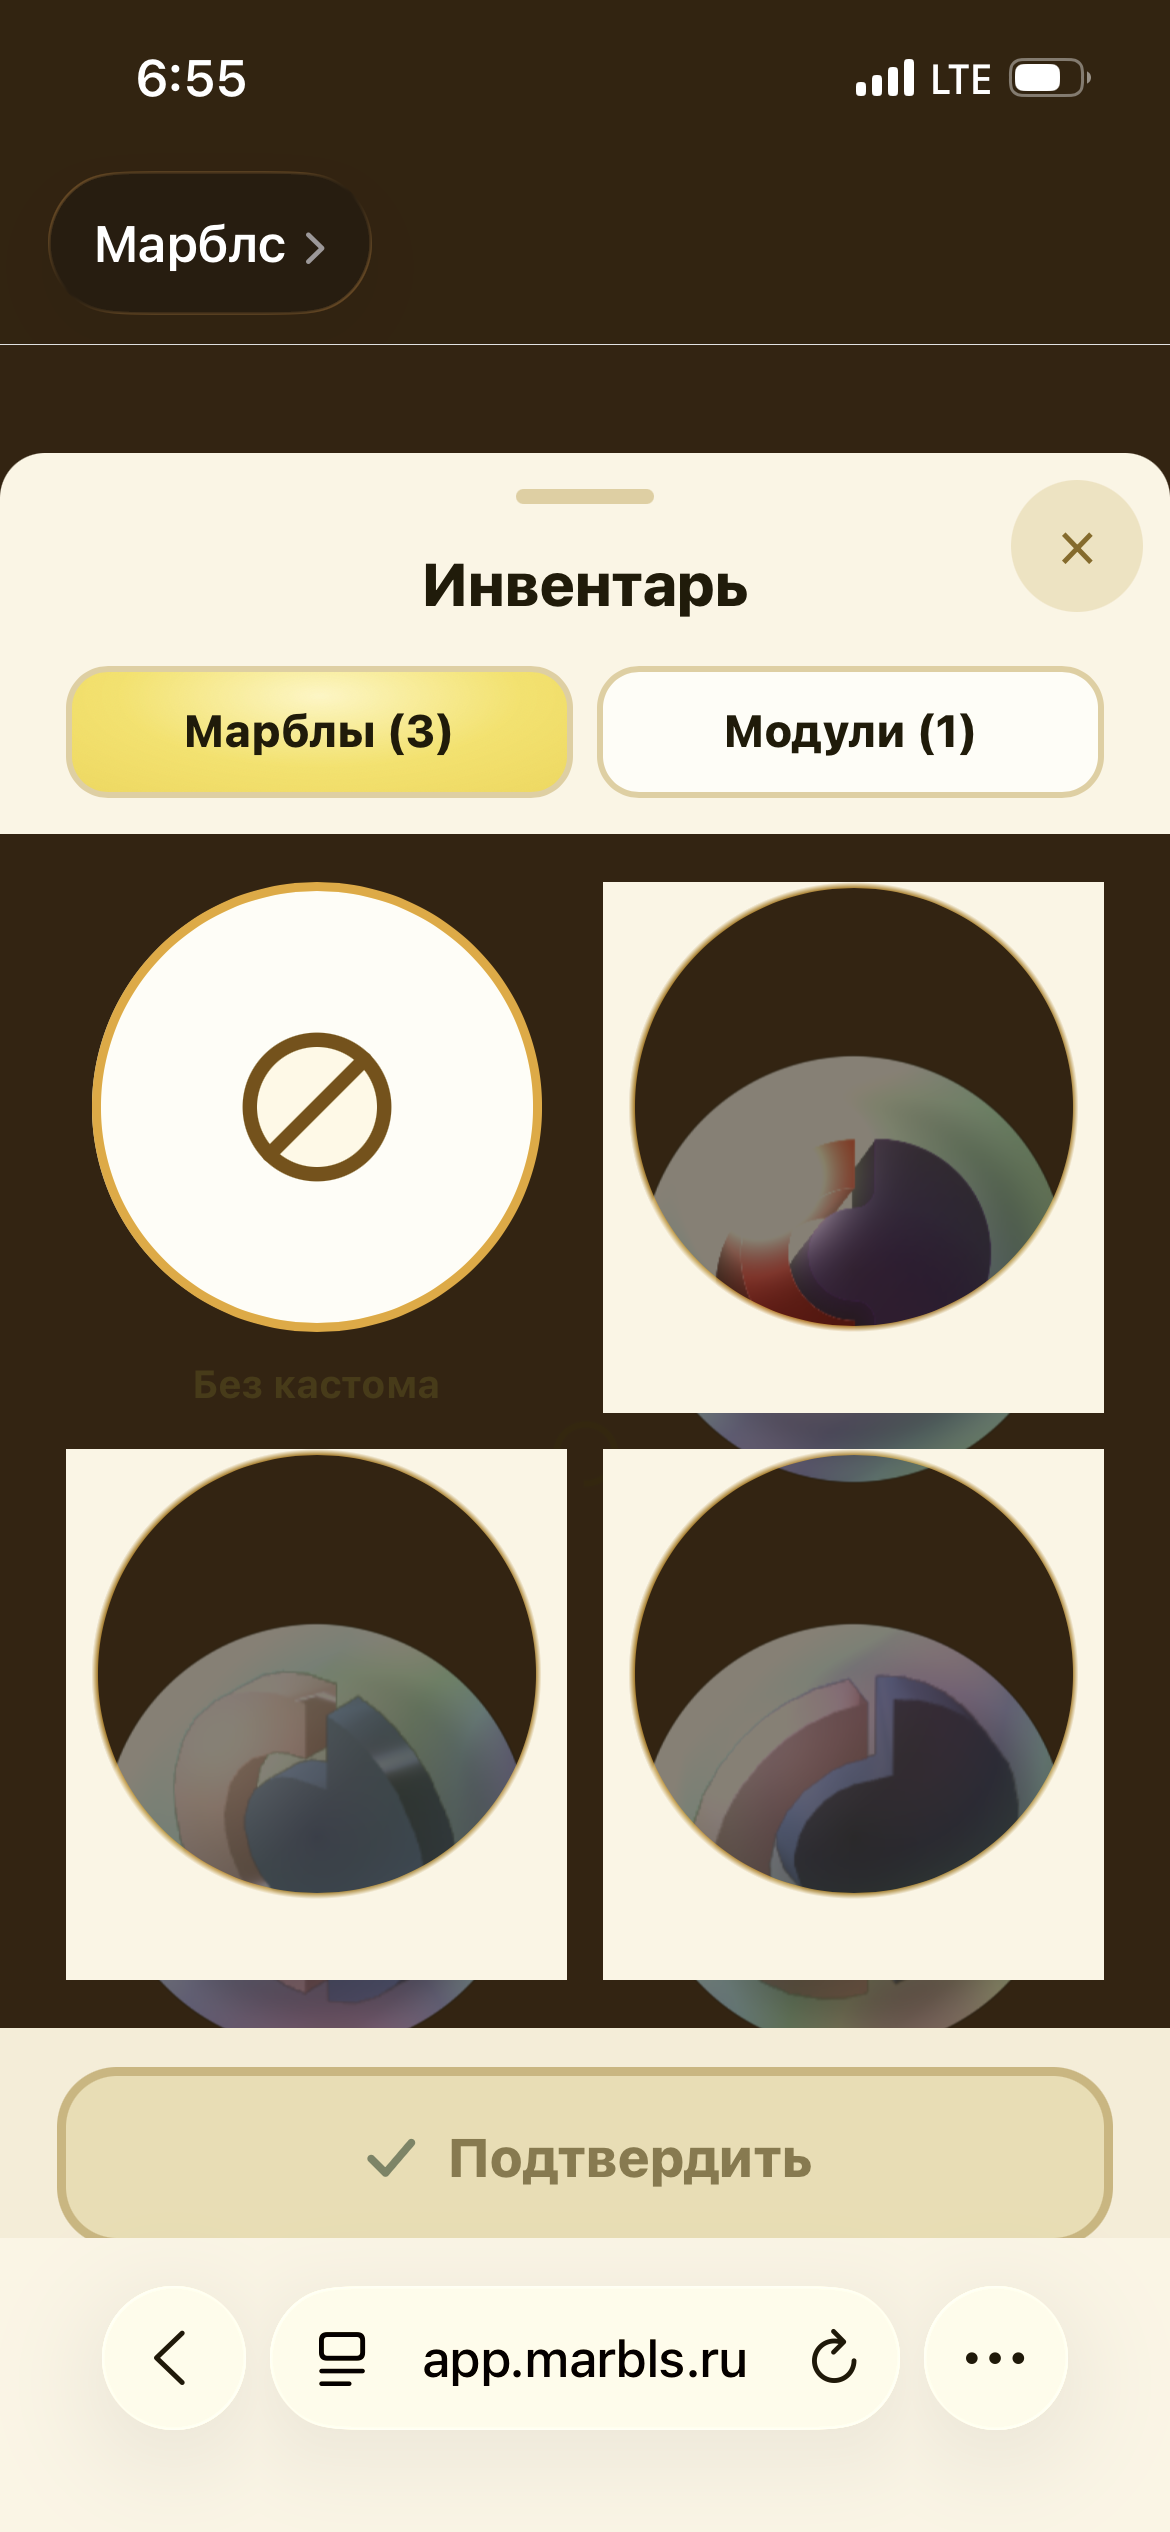 6:55
LTE
Марблс
Инвентарь
Марблы (3)
Модули (1)
Без кастома
Подтвердить
app.marbls.ru